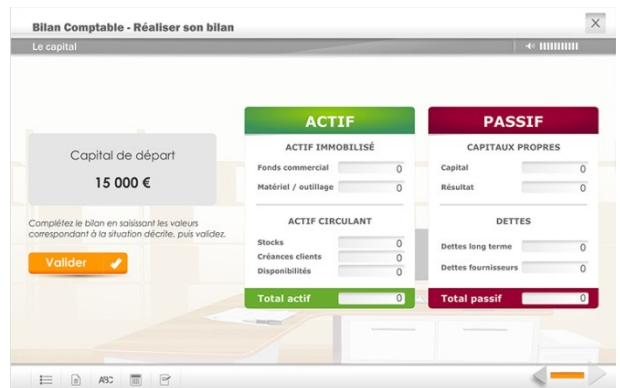 Bilan Comptable - Réaliser son bilan
X
Le capital
Capital de départ
15 000 €
Complétez le bilan en saisissant les valeurs
correspondant à la situation décrite, puis validez.
Valider
ACTIF
ACTIF IMMOBILISÉ
Fonds commercial 0
Matériel / outillage 0
ACTIF CIRCULANT
Stocks 0
Créances clients 0
Disponibilités 0
Total actif 0
PASSIF
CAPITAUX PROPRES
Capital 0
Résultat 0
DETTES
Dettes long terme 0
Dettes fournisseurs 0
Total passif 0
ABC